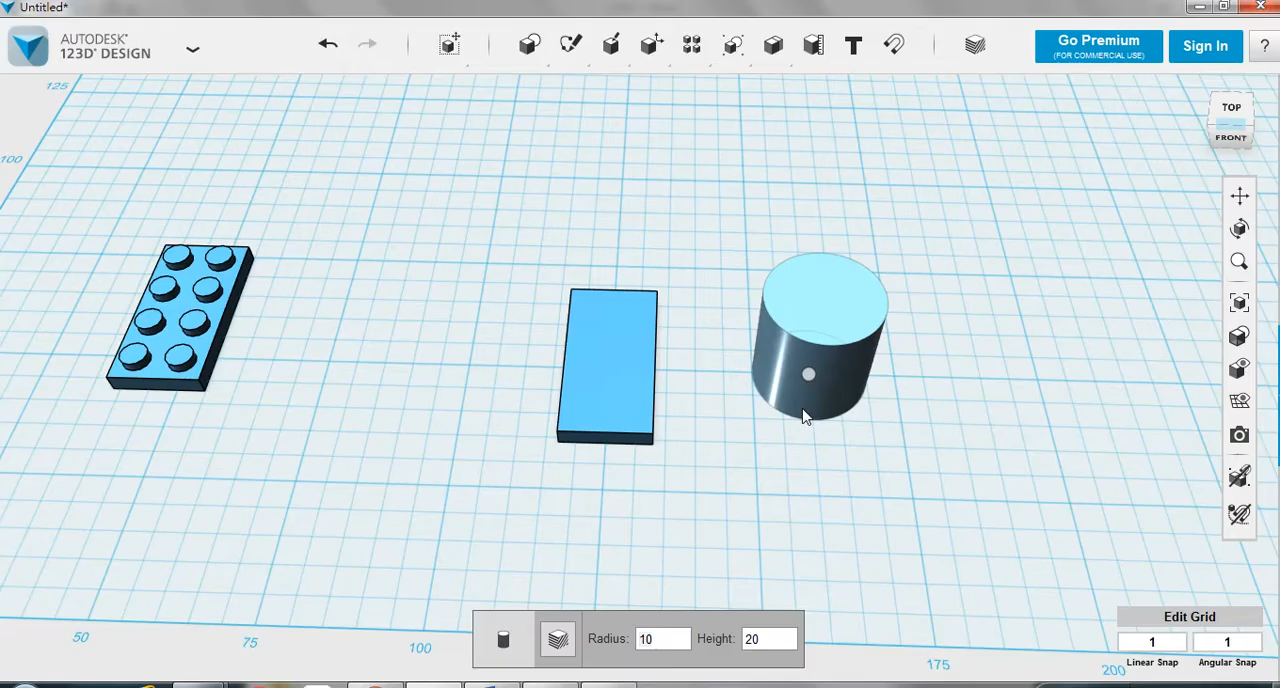 Untitled*
AUTODESK®
123D® DESIGN
Go Premium
(FOR COMMERCIAL USE)
Sign In
?
125
100
TOP
FRONT
50
75
100
175
200
Radius: 10 Height: 20
Edit Grid
1 1
Linear Snap Angular Snap